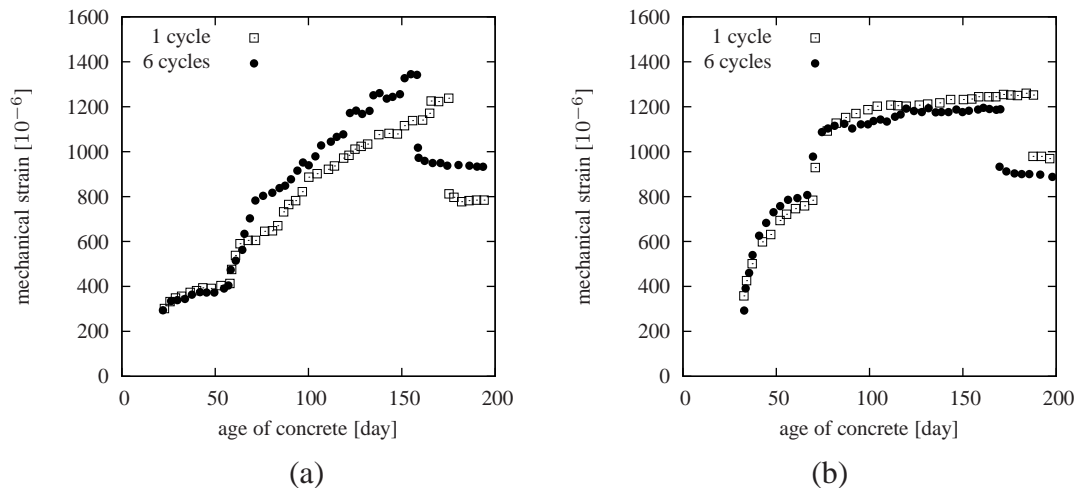 1600
1400
1200
1000
800
600
400
200
0
mechanical strain [10−6]
1 cycle
6 cycles
0 50 100 150 200
age of concrete [day]
(a)
1600
1400
1200
1000
800
600
400
200
0
mechanical strain [10−6]
1 cycle
6 cycles
0 50 100 150 200
age of concrete [day]
(b)